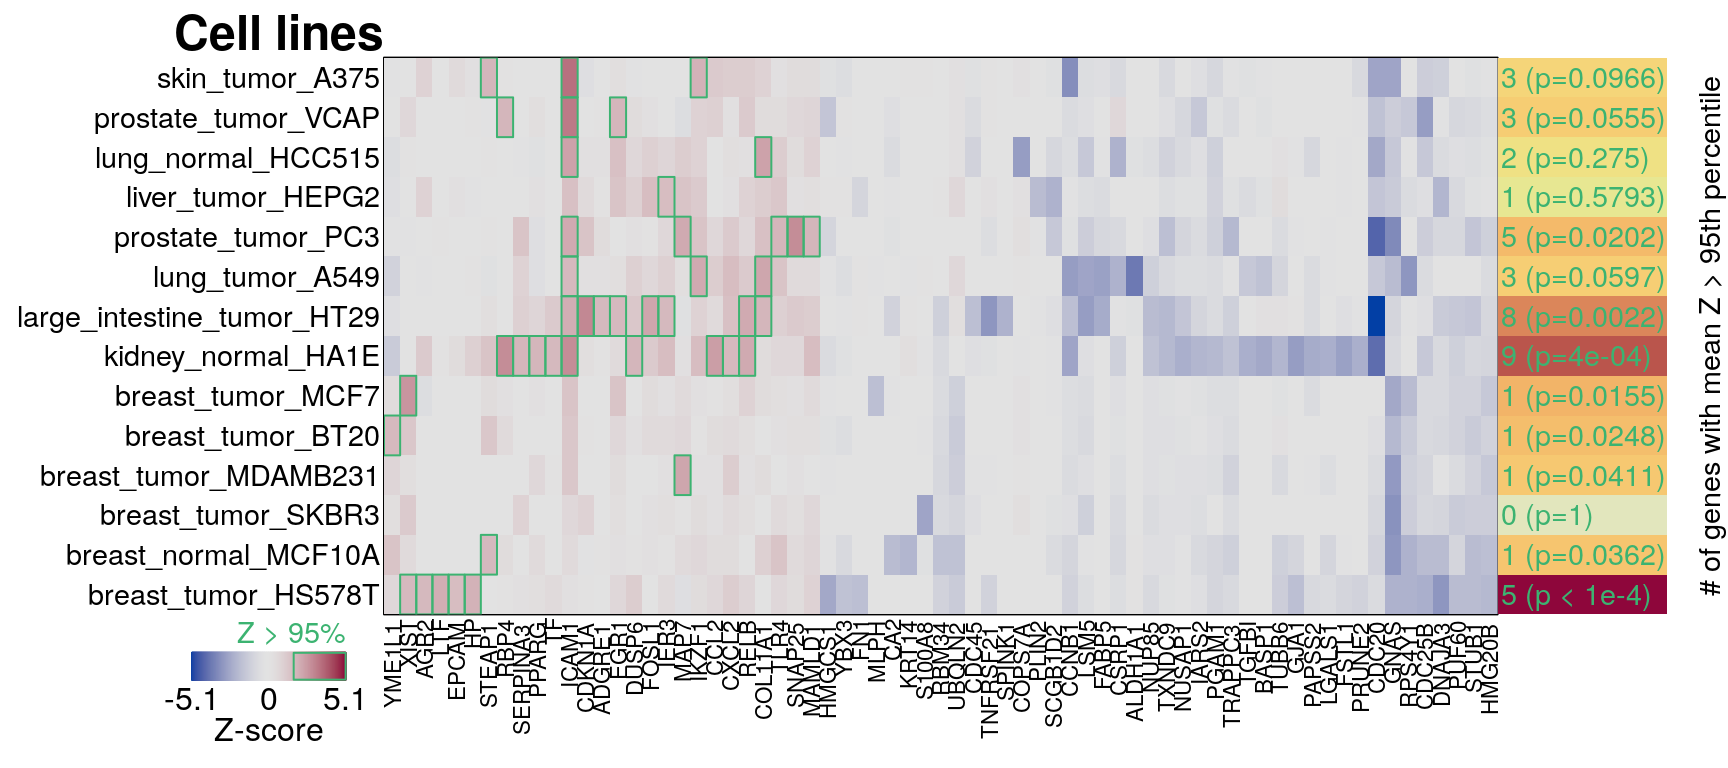 Cell lines
skin_tumor_A375
prostate_tumor_VCAP
lung_normal_HCC515
liver_tumor_HEPG2
prostate_tumor_PC3
lung_tumor_A549
large_intestine_tumor_HT29
kidney_normal_HA1E
breast_tumor_MCF7
breast_tumor_BT20
breast_tumor_MDAMB231
breast_tumor_SKBR3
breast_normal_MCF10A
breast_tumor_HS578T
3 (p=0.0966)
3 (p=0.0555)
2 (p=0.275)
1 (p=0.5793)
5 (p=0.0202)
3 (p=0.0597)
8 (p=0.0022)
9 (p=4e-04)
1 (p=0.0155)
1 (p=0.0248)
1 (p=0.0411)
0 (p=1)
1 (p=0.0362)
5 (p < 1e-4)
# of genes with mean Z > 95th percentile
YME1L1
XIST
AGR2
LTF
EPCAM
HP
STEAP1
RBP4
SERPINA3
PPARG
TF
ICAM1
CDKN1A
ADGRE1
EGR1
DUSP6
FOSL1
IER3
MAP7
IKZF1
CCL2
CXCL2
RELB
COL11A1
TLR4
SNAP25
MAMLD1
HMGCS1
YBX3
FN1
MLPH
CA2
KRT14
S100A8
RBM34
UBQLN2
CDC45
TNFRSF21
SPINK1
COPS7A
PLIN2
SCGB1D2
CCNB1
LSM5
FABP5
CSRP1
ALDH1A1
NUP85
TXNDC9
NUSAP1
IARS2
PGAM1
TRAPPC3
TGFBI
BASP1
TUBB6
GJA1
PAPSS2
LGALS1
FSTL1
PRUNE2
CDC20
GNAS
RPS4Y1
CDC25B
DNAJA3
PUF60
STUB1
HMG20B
Z > 95%
-5.1 0 5.1
Z-score